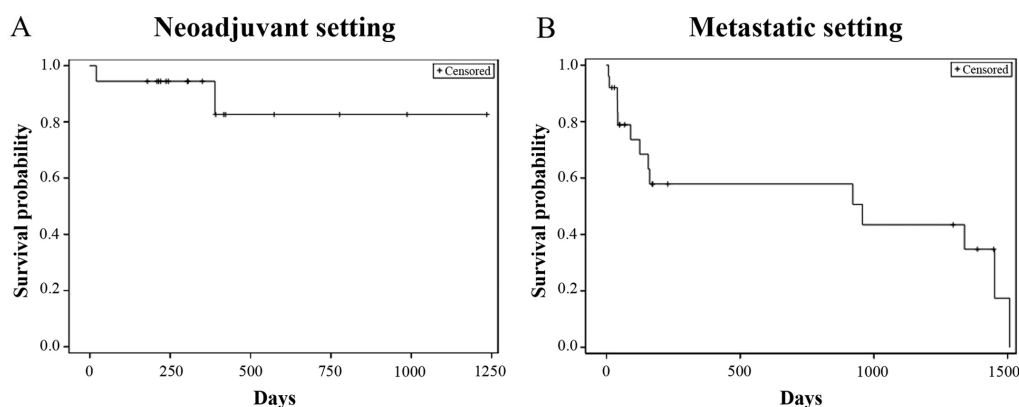 A Neoadjuvant setting
1.0
0.8
0.6
0.4
0.2
0.0
Survival probability
+ Censored
0 250 500 750 1000 1250
Days
B Metastatic setting
1.0
0.8
0.6
0.4
0.2
0.0
Survival probability
+ Censored
0 500 1000 1500
Days